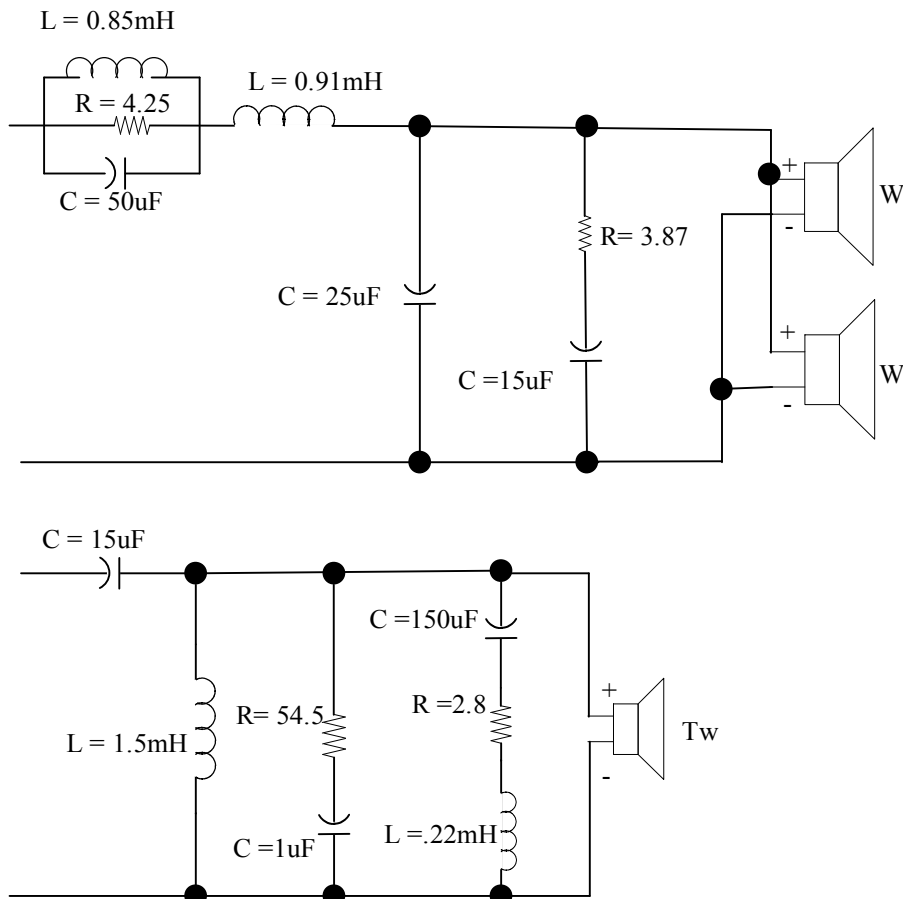 L = 0.85mH
L = 0.91mH
R = 4.25
C = 50uF
+
W
-
R= 3.87
C = 25uF
+
C =15uF
W
-
C = 15uF
C =150uF
R= 54.5
R =2.8
+
Tw
L = 1.5mH
-
C =1uF
L =.22mH